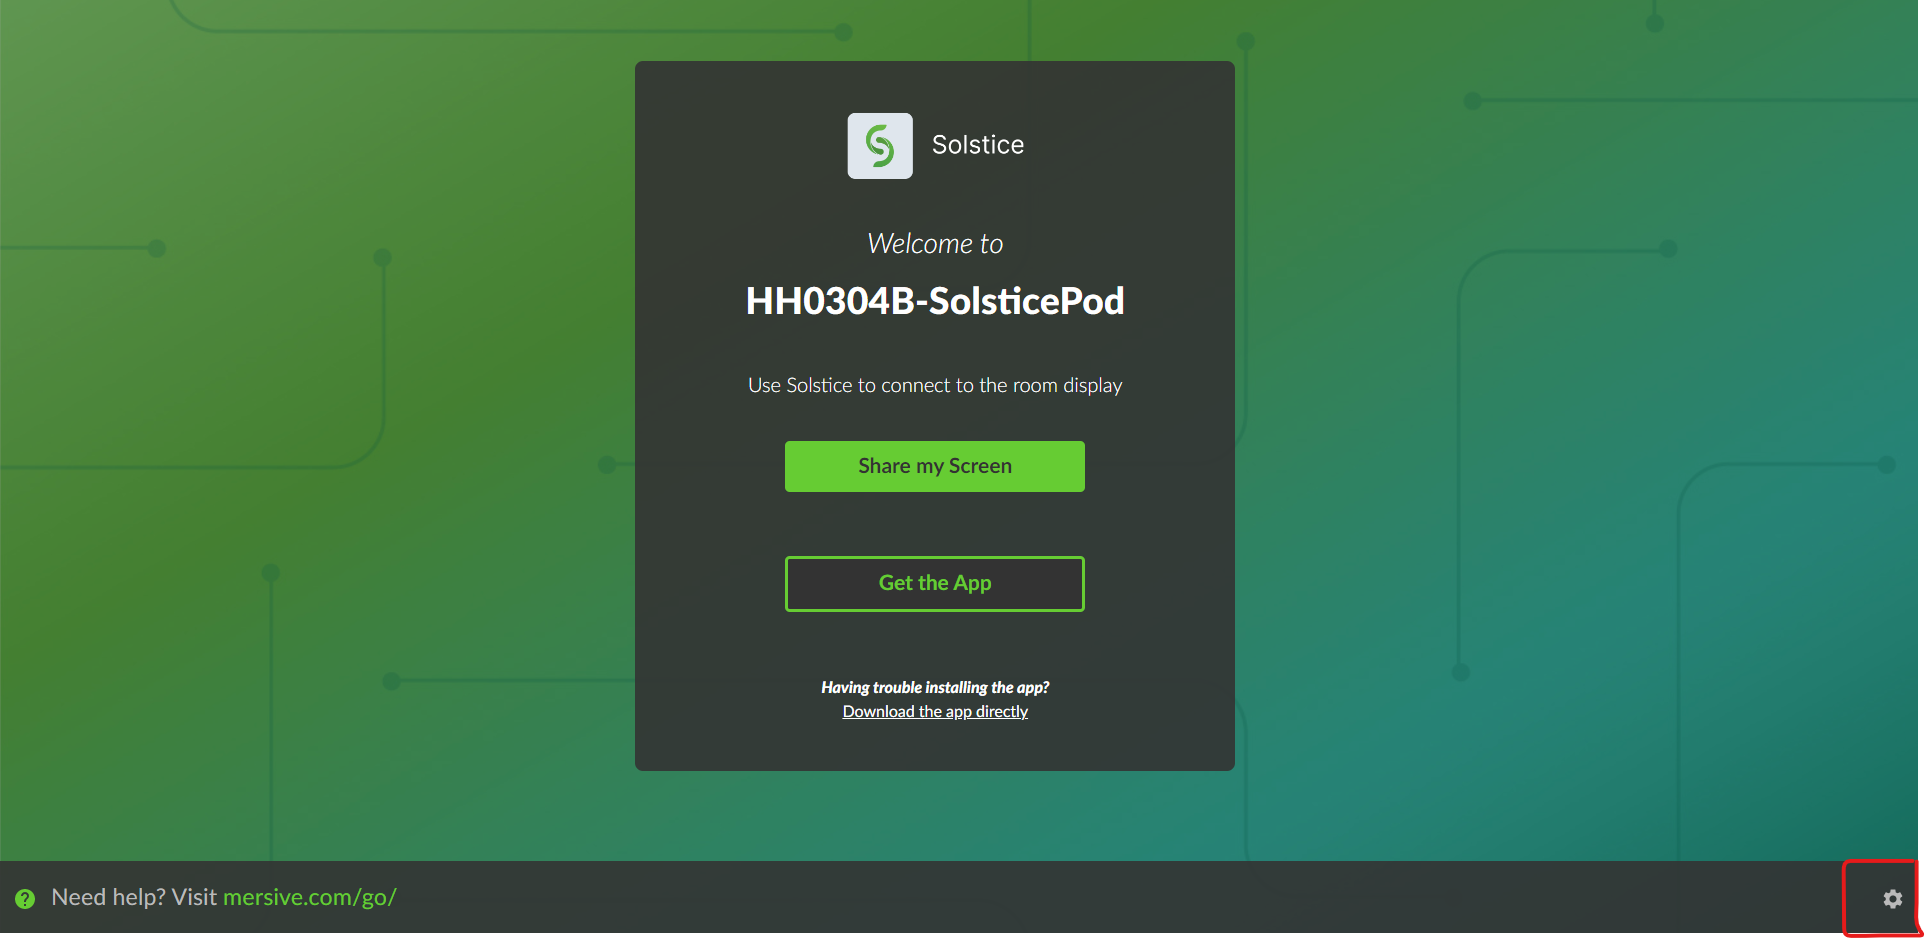 Solstice
Welcome to
HH0304B-SolsticePod
Use Solstice to connect to the room display
Share my Screen
Get the App
Having trouble installing the app?
Download the app directly
? Need help? Visit mersive.com/go/